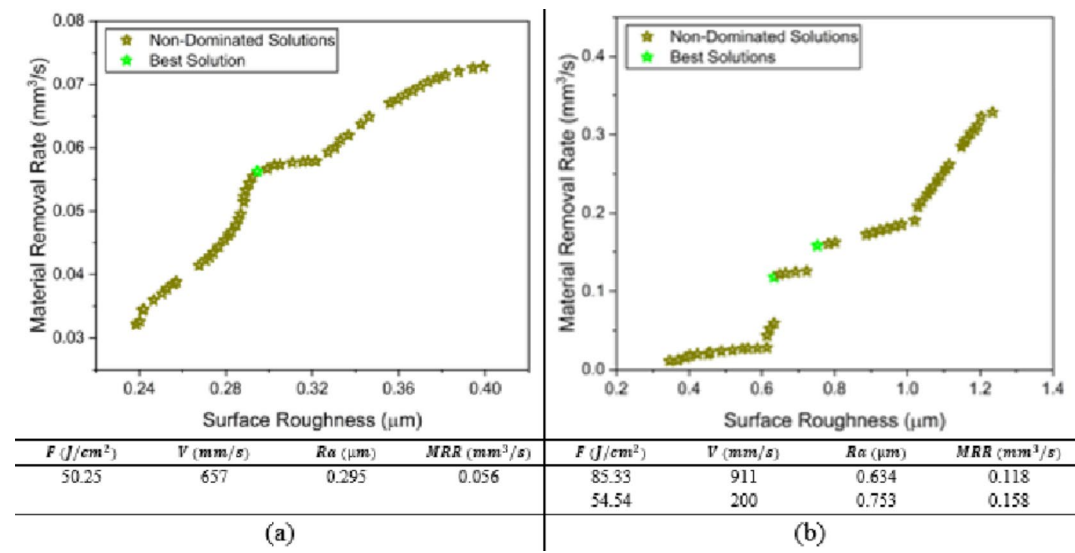 0.08
0.07
0.06
0.05
0.04
0.03
Material Removal Rate (mm³/s)
Non-Dominated Solutions
Best Solution
0.24 0.28 0.32 0.36 0.40
Surface Roughness (μm)
F (J/cm²) V (mm/s) Ra (μm) MRR (mm³/s)
50.25 657 0.295 0.056
(a)
0.4
0.3
0.2
0.1
0.0
Material Removal Rate (mm³/s)
Non-Dominated Solutions
Best Solutions
0.2 0.4 0.6 0.8 1.0 1.2 1.4
Surface Roughness (μm)
F (J/cm²) V (mm/s) Ra (μm) MRR (mm³/s)
85.33 911 0.634 0.118
54.54 200 0.753 0.158
(b)